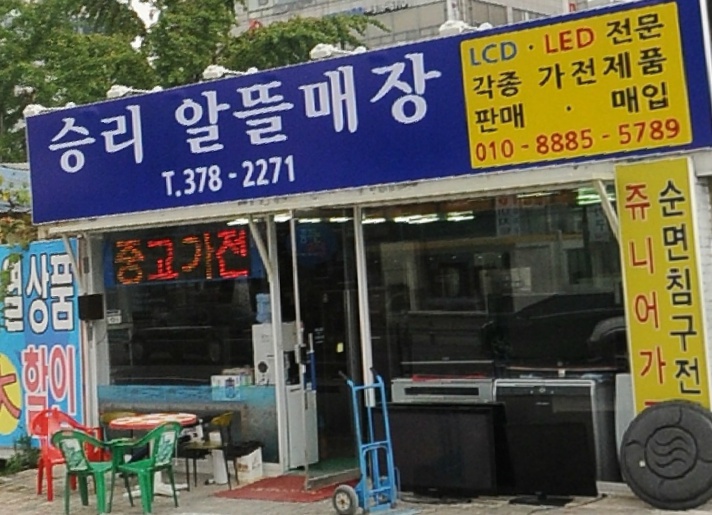 승리 알뜰매장
T.378-2271
LCD · LED 전문
각종 가전제품
판매 · 매입
010-8885-5789
중고가전
순면침구전
쥬니어가
상품